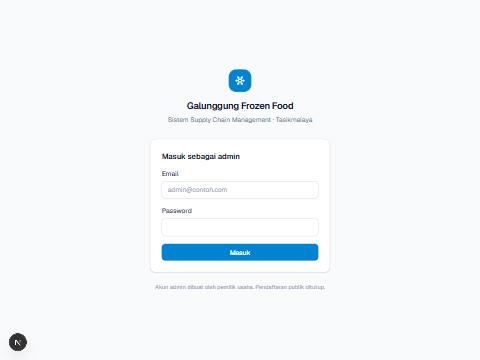 Galunggung Frozen Food
Sistem Supply Chain Management · Tasikmalaya
Masuk sebagai admin
Email
admin@contoh.com
Password
Masuk
Akun admin dibuat oleh pemilik usaha. Pendaftaran publik ditutup.
N